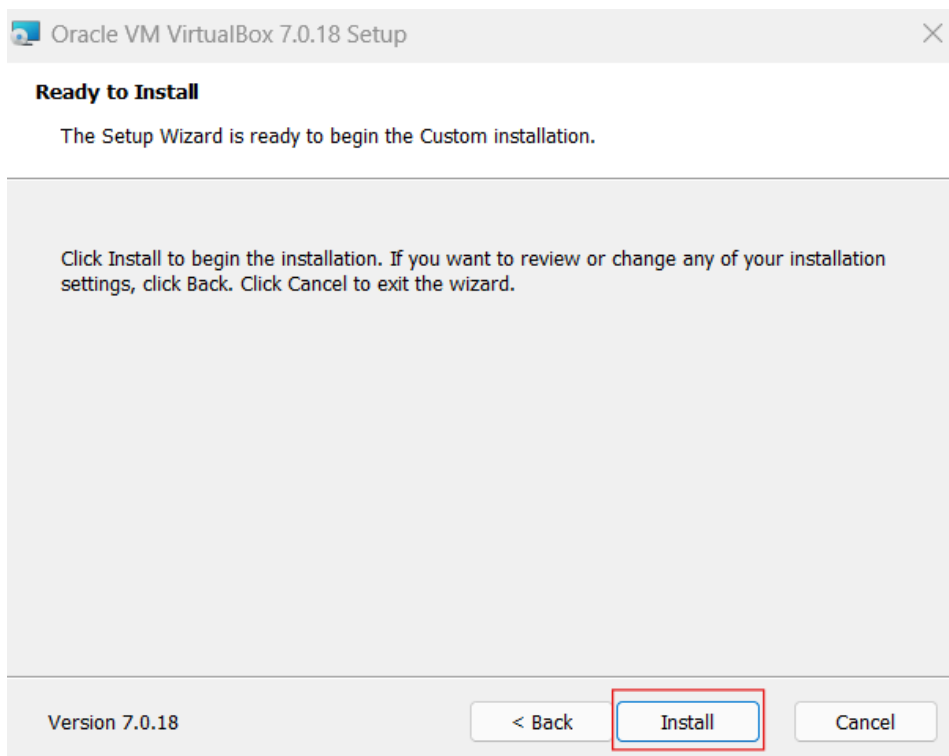 Oracle VM VirtualBox 7.0.18 Setup
Ready to Install
The Setup Wizard is ready to begin the Custom installation.
Click Install to begin the installation. If you want to review or change any of your installation
settings, click Back. Click Cancel to exit the wizard.
Version 7.0.18
< Back
Install
Cancel